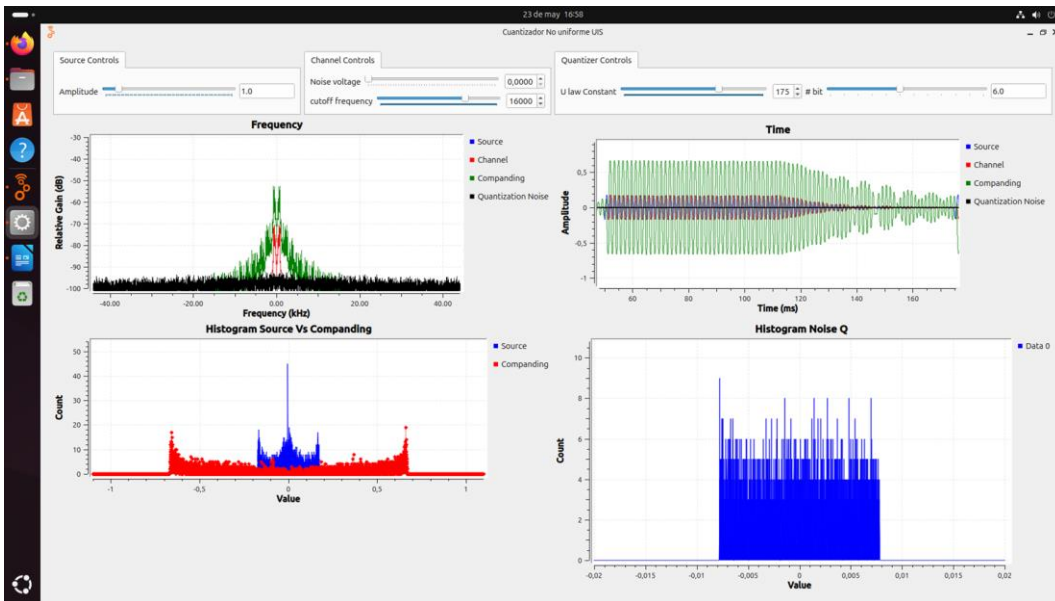 23 de may 16:58
Cuantizador No uniforme UIS
Source Controls
Amplitude 1.0
Channel Controls
Noise voltage 0,0000
cutoff frequency 16000
Quantizer Controls
U law Constant 175 # bit 6.0
Frequency
Relative Gain (dB)
-30
-40
-50
-60
-70
-80
-90
-100
-40.00 -20.00 0.00 20.00 40.00
Frequency (kHz)
Source
Channel
Companding
Quantization Noise
Time
Amplitude
0,5
0
-0,5
-1
60 80 100 120 140 160
Time (ms)
Source
Channel
Companding
Quantization Noise
Histogram Source Vs Companding
Count
50
40
30
20
10
0
-1 -0,5 0 0,5 1
Value
Source
Companding
Histogram Noise Q
Count
10
8
6
4
2
0
-0,02 -0,015 -0,01 -0,005 0 0,005 0,01 0,015 0,02
Value
Data 0